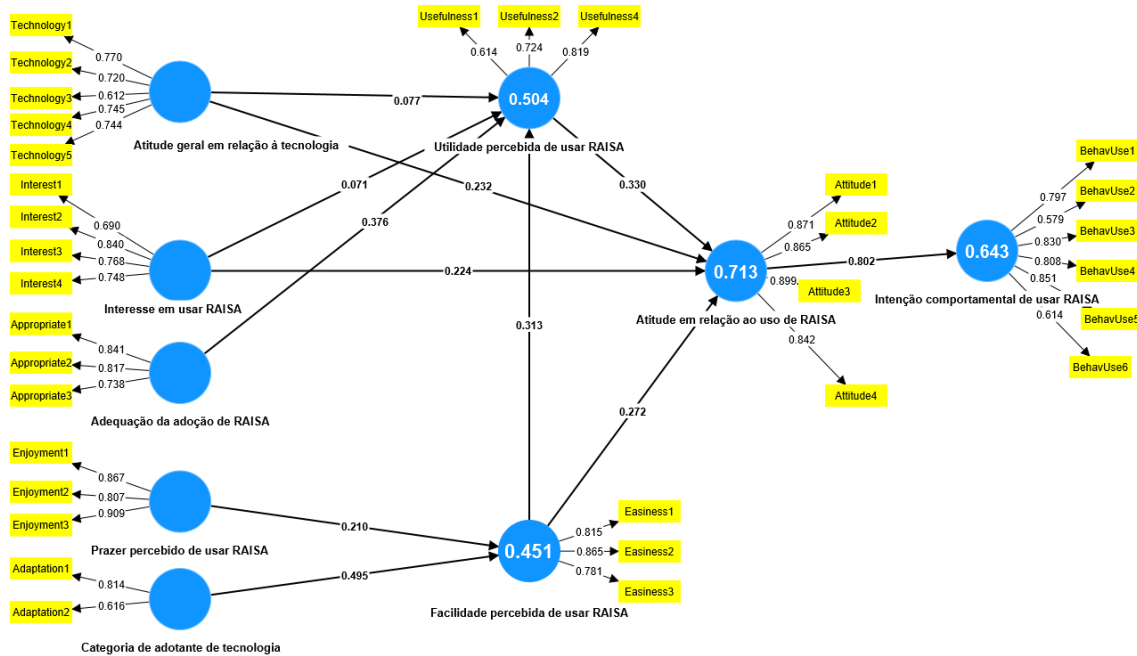 Technology1
Technology2
Technology3
Technology4
Technology5
0.770
0.720
0.612
0.745
0.744
Atitude geral em relação à tecnologia
Interest1
Interest2
Interest3
Interest4
0.690
0.840
0.768
0.748
Interesse em usar RAISA
Appropriate1
Appropriate2
Appropriate3
0.841
0.817
0.738
Adequação da adoção de RAISA
Enjoyment1
Enjoyment2
Enjoyment3
0.867
0.807
0.909
Prazer percebido de usar RAISA
Adaptation1
Adaptation2
0.814
0.616
Categoria de adotante de tecnologia
Usefulness1
Usefulness2
Usefulness4
0.614
0.724
0.819
0.504
Utilidade percebida de usar RAISA
0.077
0.071
0.376
0.232
0.224
0.313
0.330
0.272
0.210
0.495
Easiness1
Easiness2
Easiness3
0.815
0.865
0.781
0.451
Facilidade percebida de usar RAISA
Attitude1
Attitude2
Attitude3
Attitude4
0.871
0.865
0.899
0.842
0.713
Atitude em relação ao uso de RAISA
0.802
BehavUse1
BehavUse2
BehavUse3
BehavUse4
BehavUse5
BehavUse6
0.797
0.579
0.830
0.808
0.851
0.614
0.643
Intenção comportamental de usar RAISA